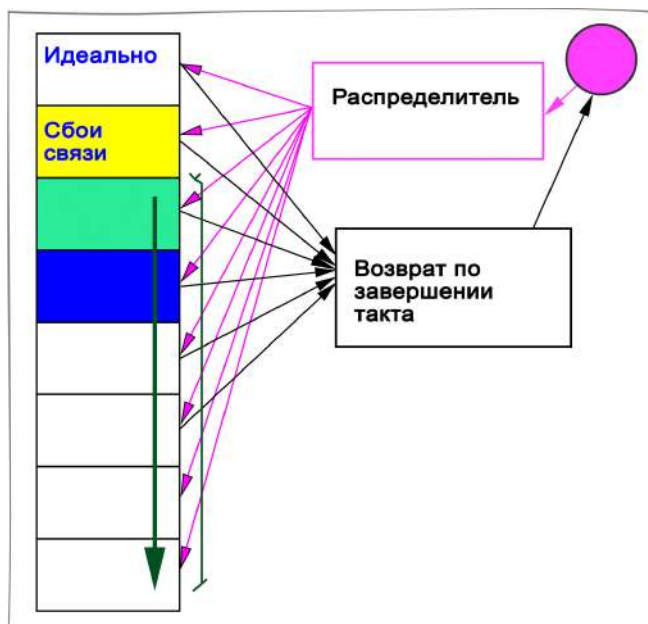 Идеально
Сбои
связи
Распределитель
Возврат по
завершении
такта